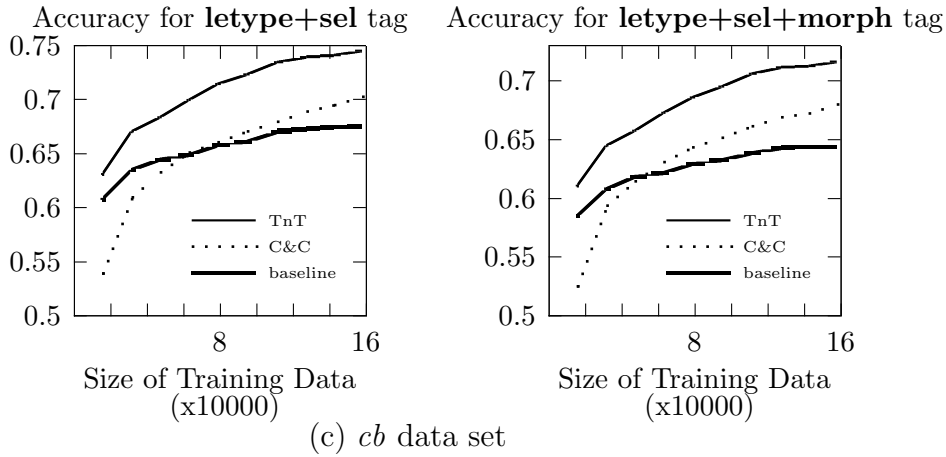 Accuracy for letype+sel tag
0.75
0.7
0.65
0.6
0.55
0.5
TnT
C&C
baseline
8
16
Size of Training Data
(x10000)
Accuracy for letype+sel+morph tag
0.7
0.65
0.6
0.55
0.5
TnT
C&C
baseline
8
16
Size of Training Data
(x10000)
(c) cb data set